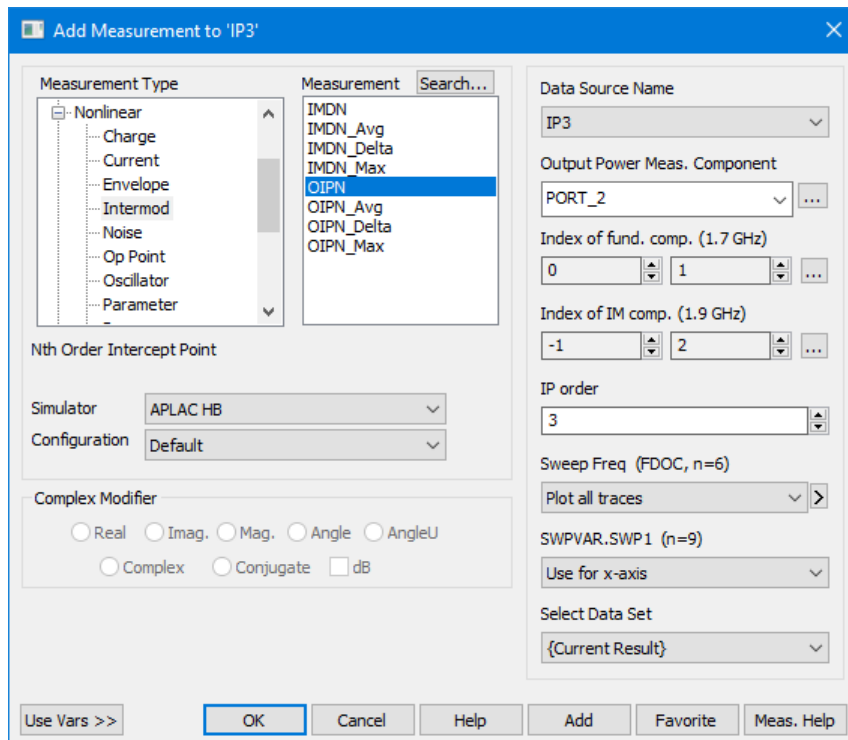 Add Measurement to 'IP3'
Measurement Type
Nonlinear
Charge
Current
Envelope
Intermod
Noise
Op Point
Oscillator
Parameter
Measurement
Search...
IMDN
IMDN_Avg
IMDN_Delta
IMDN_Max
OIPN
OIPN_Avg
OIPN_Delta
OIPN_Max
Nth Order Intercept Point
Simulator
APLAC HB
Configuration
Default
Complex Modifier
Real Imag. Mag. Angle AngleU
Complex Conjugate dB
Data Source Name
IP3
Output Power Meas. Component
PORT_2 ...
Index of fund. comp. (1.7 GHz)
0 1 ...
Index of IM comp. (1.9 GHz)
-1 2 ...
IP order
3
Sweep Freq (FDOC, n=6)
Plot all traces >
SWPVAR.SWP1 (n=9)
Use for x-axis
Select Data Set
{Current Result}
Use Vars >> OK Cancel Help Add Favorite Meas. Help